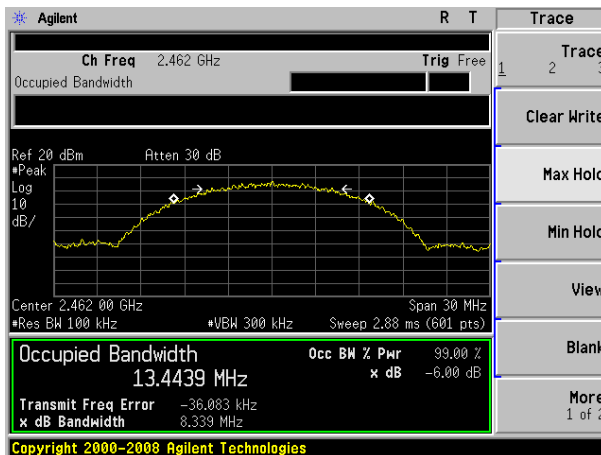 Agilent R T Trace
Ch Freq 2.462 GHz Trig Free
Occupied Bandwidth
Trace
1 2 3
Clear Write
Ref 20 dBm Atten 30 dB
#Peak
Log
10
dB/
Max Hold
Min Hold
View
Center 2.462 00 GHz Span 30 MHz
#Res BW 100 kHz #VBW 300 kHz Sweep 2.88 ms (601 pts)
Occupied Bandwidth Occ BW % Pwr 99.00 %
13.4439 MHz x dB -6.00 dB
Blank
Transmit Freq Error -36.083 kHz
x dB Bandwidth 8.339 MHz
More
1 of 2
Copyright 2000-2008 Agilent Technologies